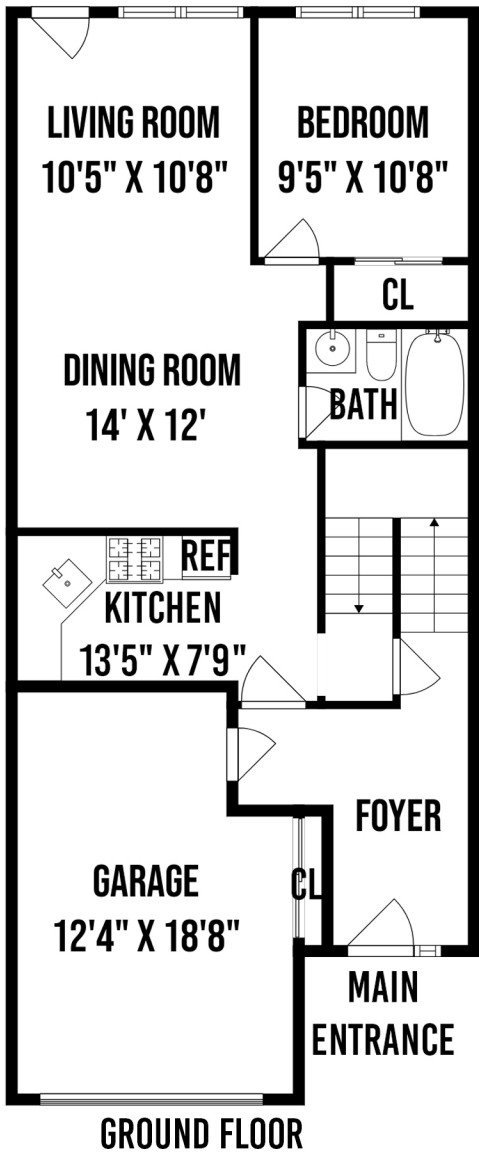 LIVING ROOM
10'5" X 10'8"
BEDROOM
9'5" X 10'8"
CL
DINING ROOM
14' X 12'
BATH
REF
KITCHEN
13'5" X 7'9"
FOYER
GARAGE
12'4" X 18'8"
CL
MAIN
ENTRANCE
GROUND FLOOR